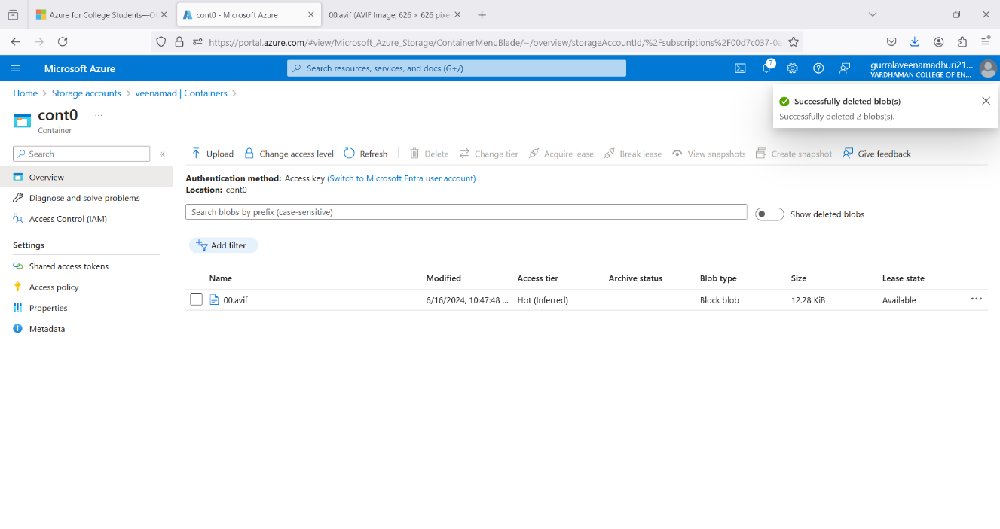 Azure for College Students—Of
cont0 - Microsoft Azure
00.avif (AVIF Image, 626 × 626 pixel
https://portal.azure.com/#view/Microsoft_Azure_Storage/ContainerMenuBlade/~/overview/storageAccountId/%2Fsubscriptions%2F00d7c037-0a
Microsoft Azure
Search resources, services, and docs (G+/)
7
gurralaveenamadhuri21...
VARDHAMAN COLLEGE OF EN...
Home > Storage accounts > veenamad | Containers >
Successfully deleted blob(s)
Successfully deleted 2 blobs(s).
cont0 ...
Container
Search
«
Upload Change access level Refresh Delete Change tier Acquire lease Break lease View snapshots Create snapshot Give feedback
Overview
Diagnose and solve problems
Access Control (IAM)
Settings
Shared access tokens
Access policy
Properties
Metadata
Authentication method: Access key (Switch to Microsoft Entra user account)
Location: cont0
Search blobs by prefix (case-sensitive)
Show deleted blobs
Add filter
Name Modified Access tier Archive status Blob type Size Lease state
00.avif 6/16/2024, 10:47:48 ... Hot (Inferred) Block blob 12.28 KiB Available ...